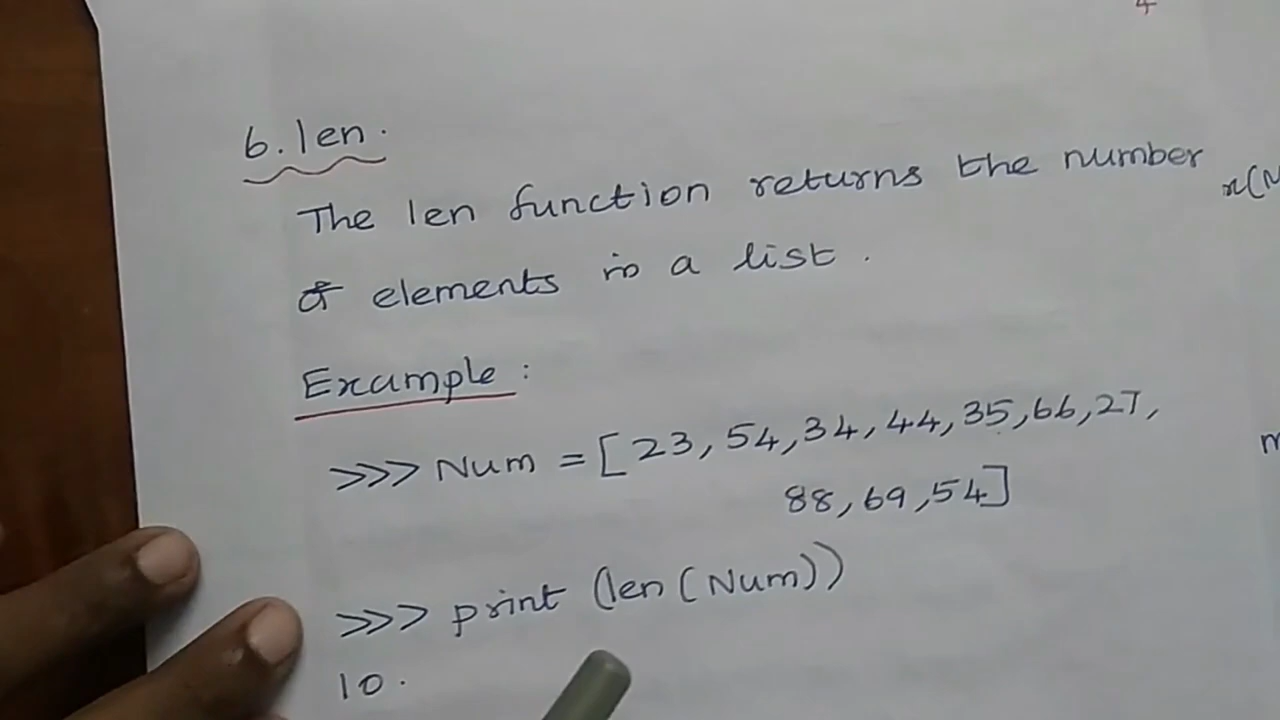 6. len.
The len function returns the number
of elements in a list.
Example:
>>> Num = [23, 54, 34, 44, 35, 66, 27,
88, 69, 54]
>>> print (len (Num))
10.